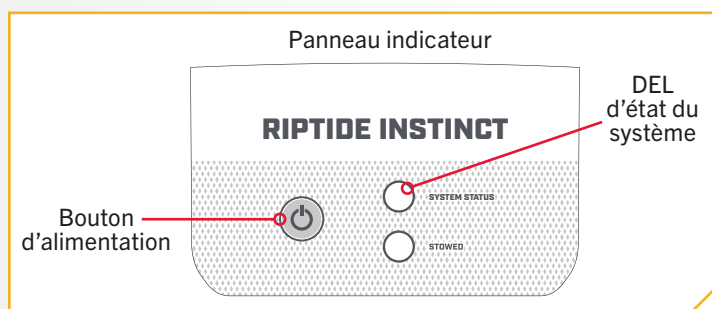 Panneau indicateur
DEL
d'état du
système
RIPTIDE INSTINCT
SYSTEM STATUS
Bouton
d'alimentation
STOWED